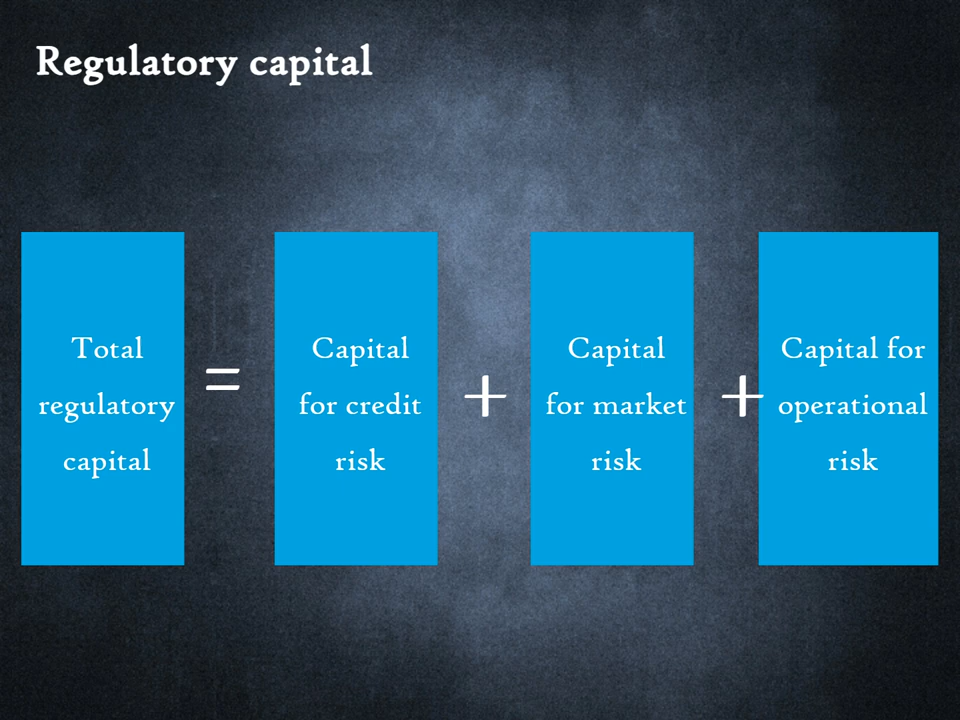 Regulatory capital
Total
regulatory
capital
=
Capital
for credit
risk
+
Capital
for market
risk
+
Capital for
operational
risk